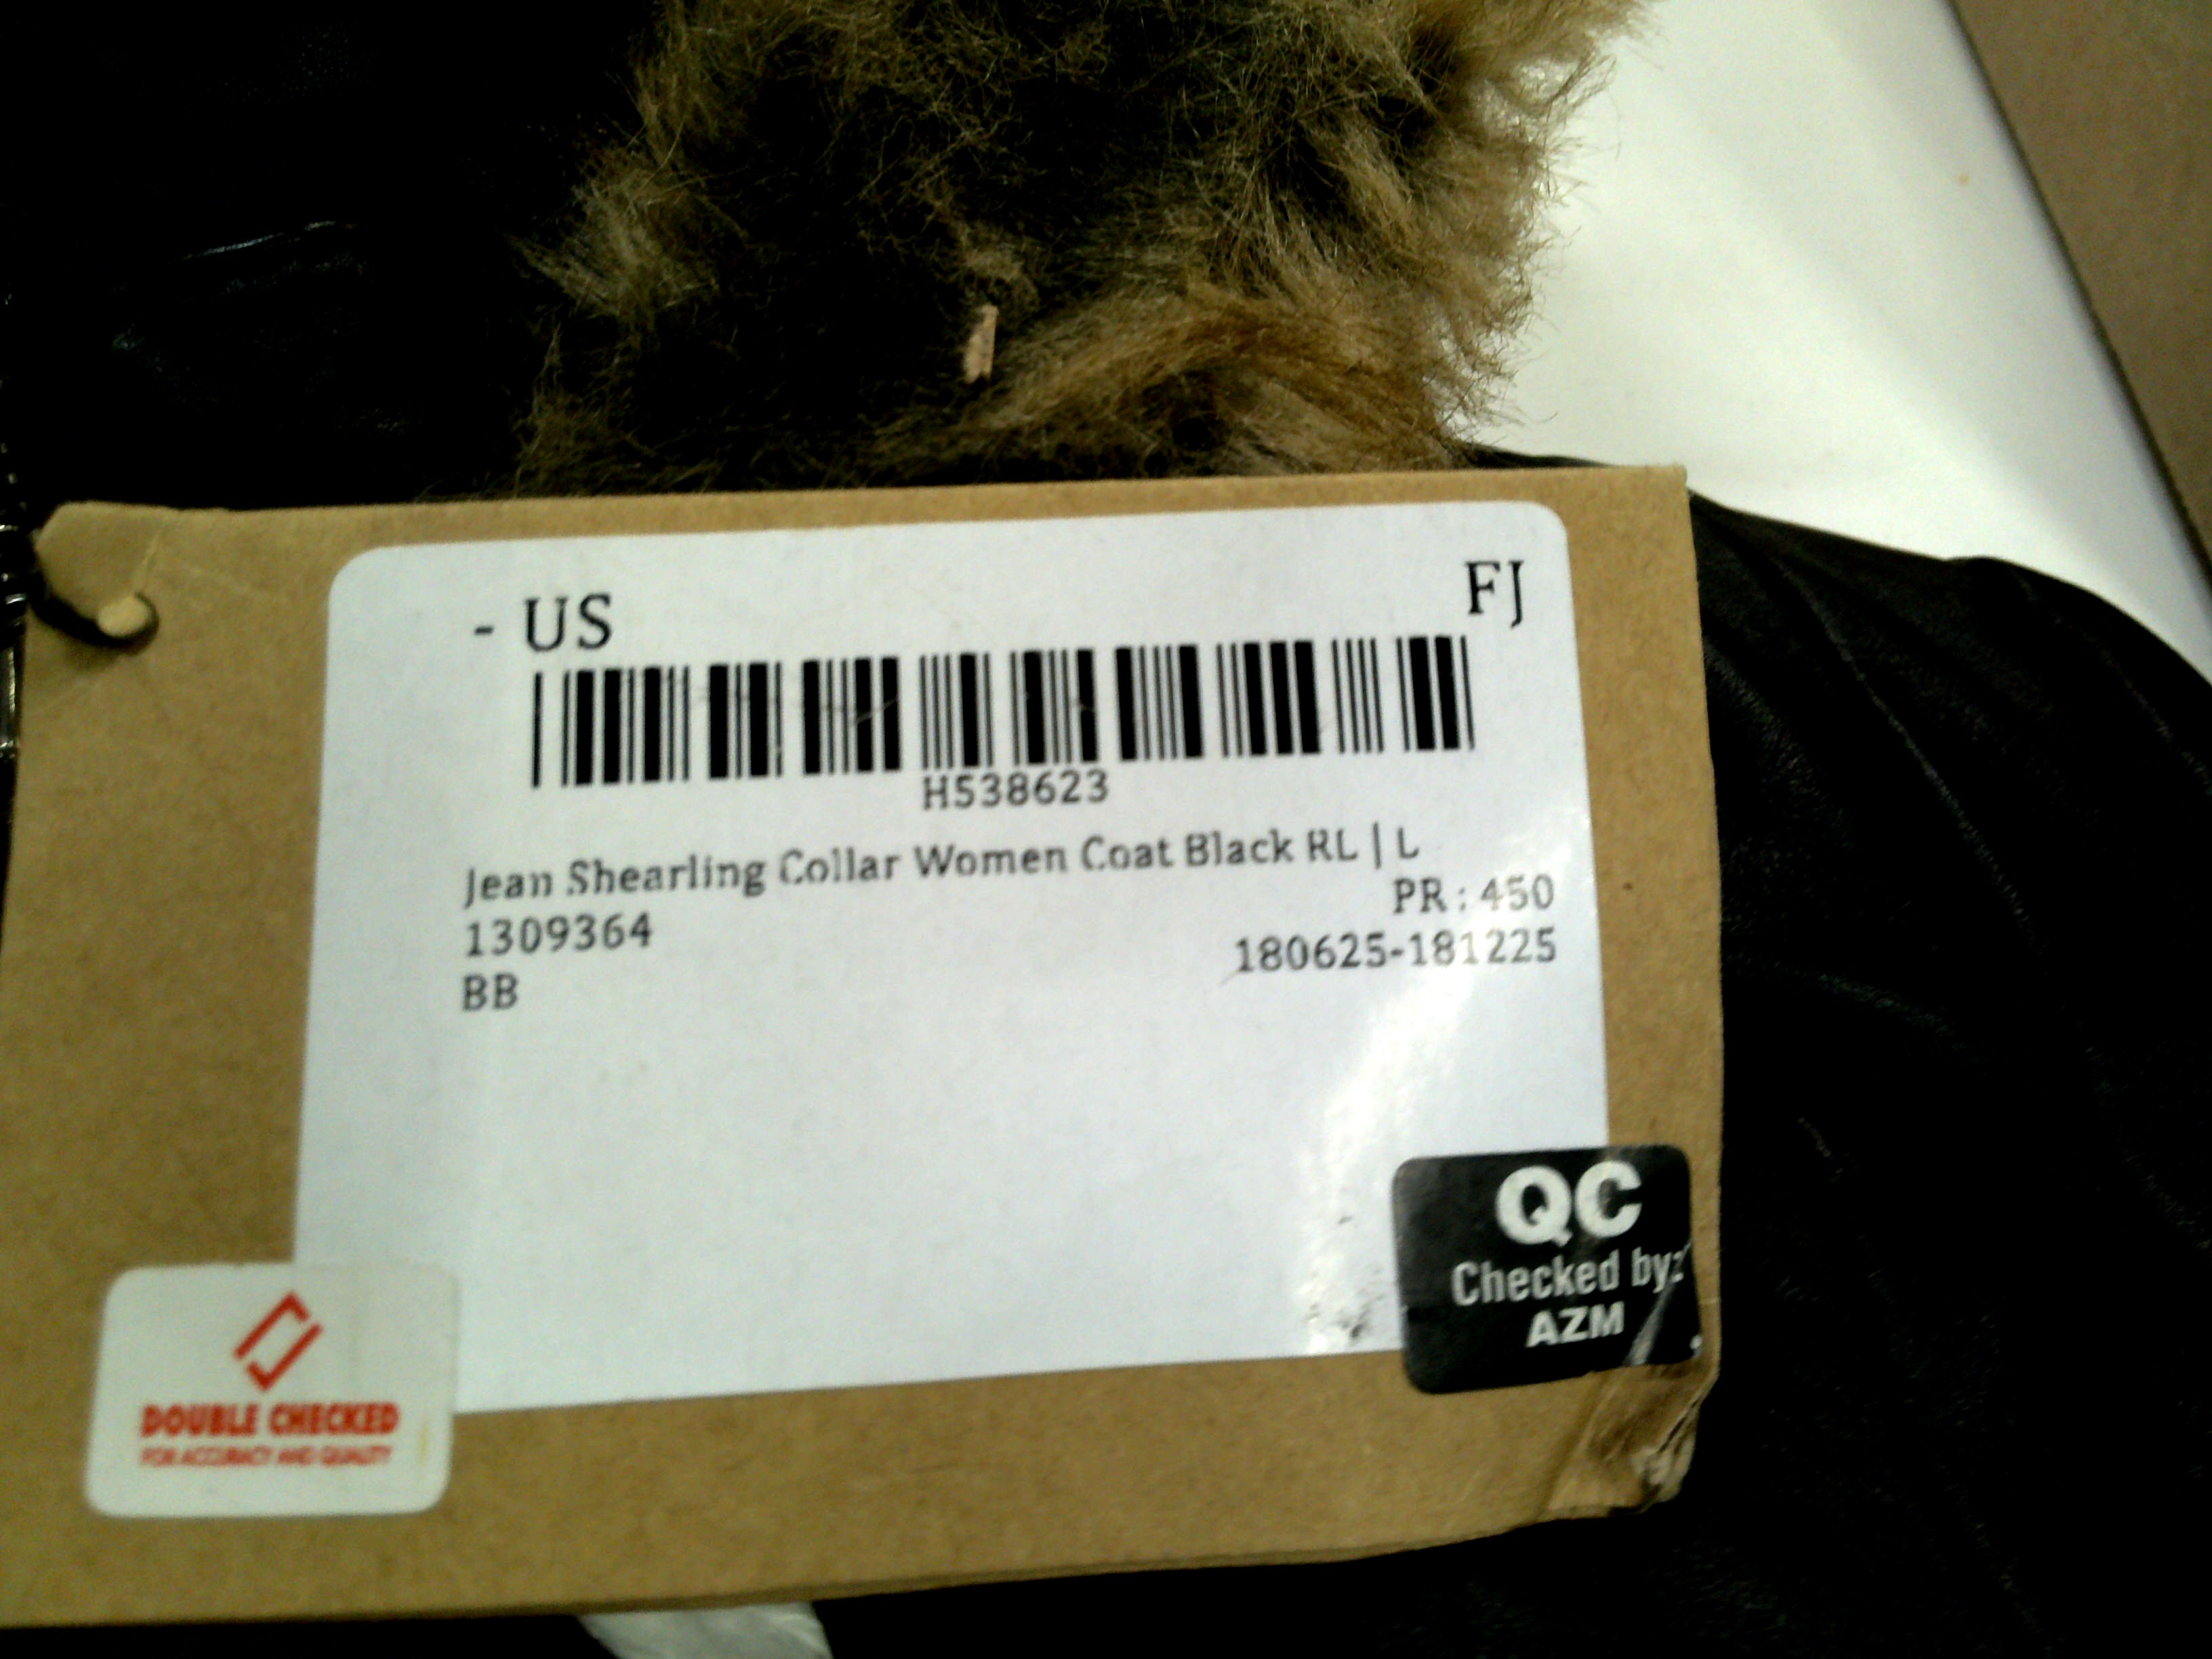 - US FJ
H538623
Jean Shearling Collar Women Coat Black RL | L
PR : 450
1309364
180625-181225
BB
QC
Checked by:
AZM
DOUBLE CHECKED
FOR ACCURACY AND QUALITY